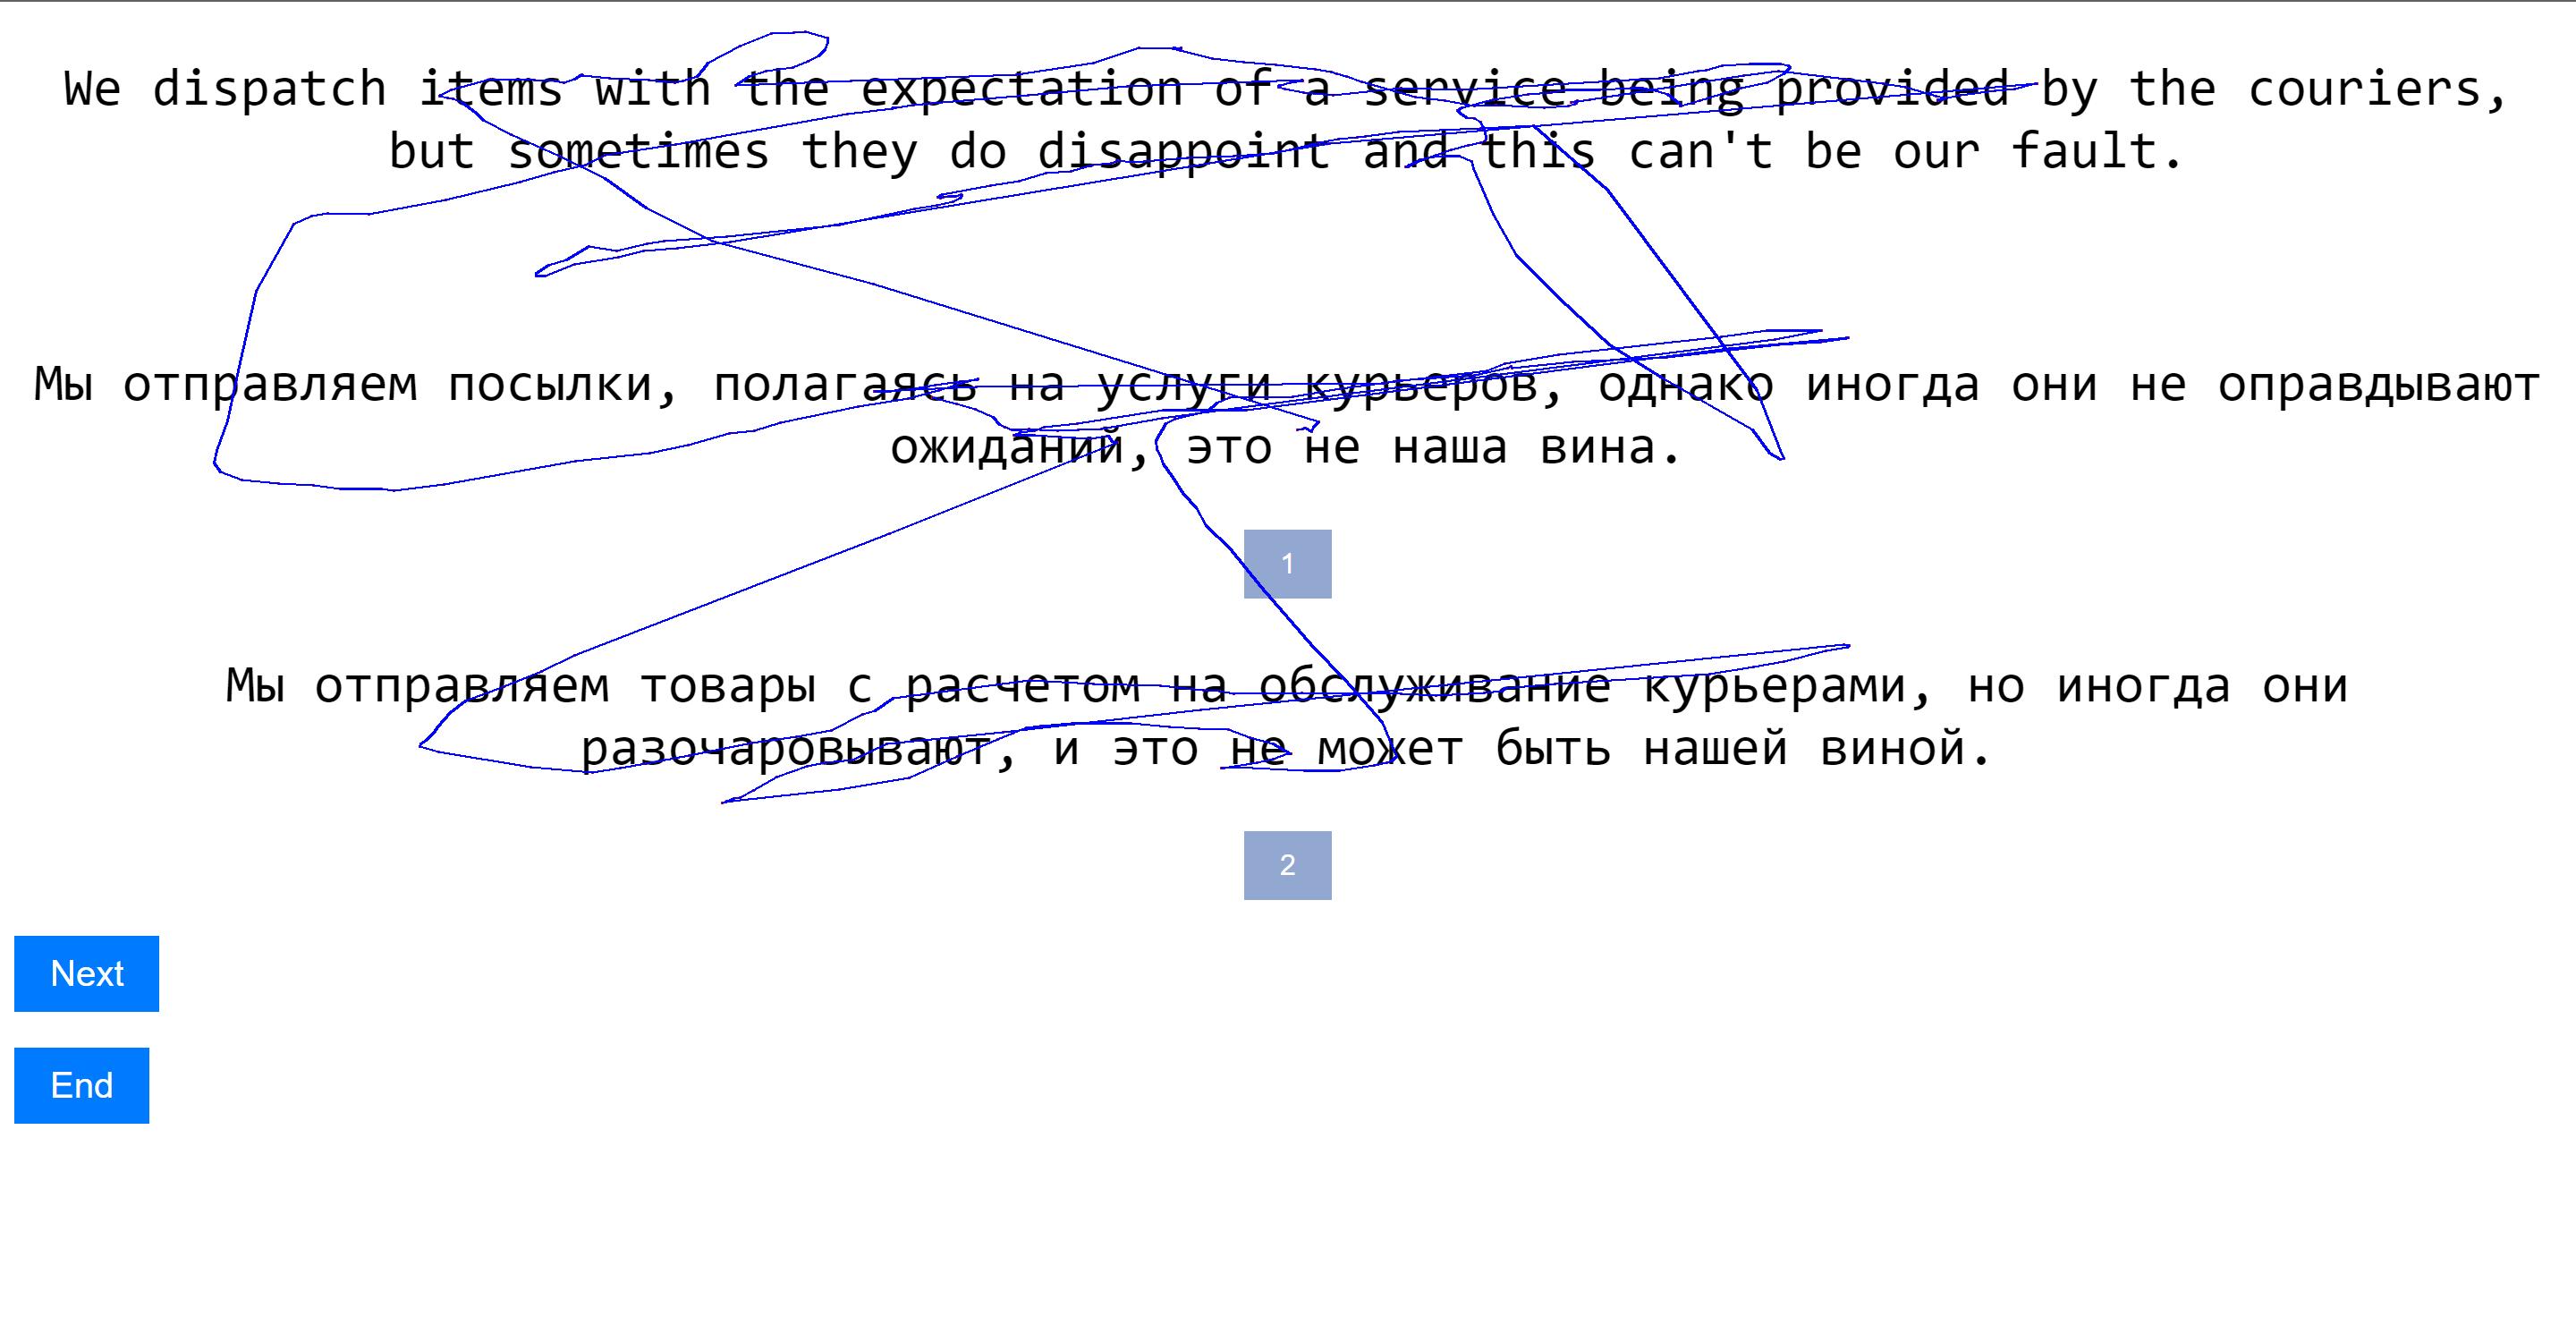 We dispatch items with the expectation of a service being provided by the couriers,
but sometimes they do disappoint and this can't be our fault.
Мы отправляем посылки, полагаясь на услуги курьеров, однако иногда они не оправдывают
ожиданий, это не наша вина.
1
Мы отправляем товары с расчетом на обслуживание курьерами, но иногда они
разочаровывают, и это не может быть нашей виной.
2
Next
End